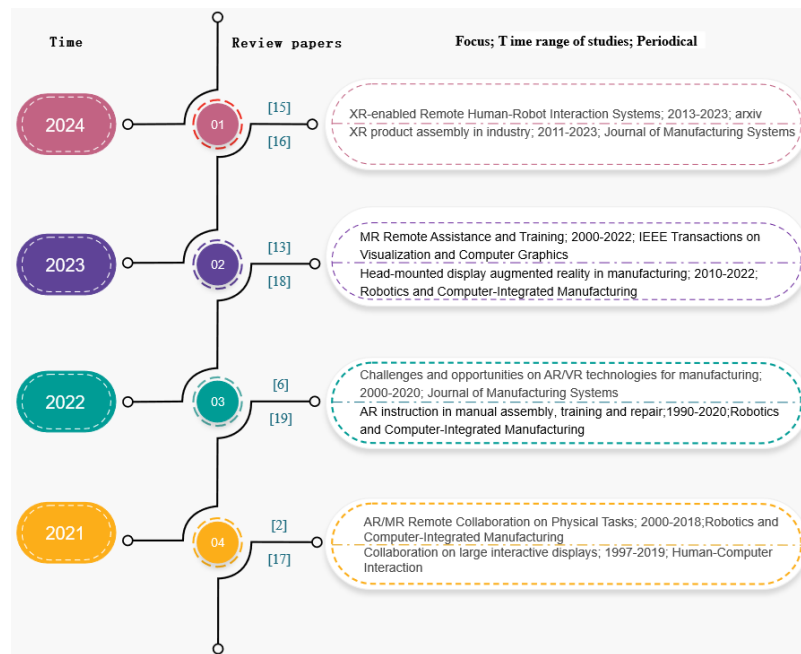 Time
Review papers
Focus; T ime range of studies; Periodical
2024
01
[15]
[16]
XR-enabled Remote Human-Robot Interaction Systems; 2013-2023; arxiv
XR product assembly in industry; 2011-2023; Journal of Manufacturing Systems
2023
02
[13]
[18]
MR Remote Assistance and Training; 2000-2022; IEEE Transactions on
Visualization and Computer Graphics
Head-mounted display augmented reality in manufacturing; 2010-2022;
Robotics and Computer-Integrated Manufacturing
2022
03
[6]
[19]
Challenges and opportunities on AR/VR technologies for manufacturing;
2000-2020; Journal of Manufacturing Systems
AR instruction in manual assembly, training and repair;1990-2020;Robotics
and Computer-Integrated Manufacturing
2021
04
[2]
[17]
AR/MR Remote Collaboration on Physical Tasks; 2000-2018;Robotics and
Computer-Integrated Manufacturing
Collaboration on large interactive displays; 1997-2019; Human-Computer
Interaction